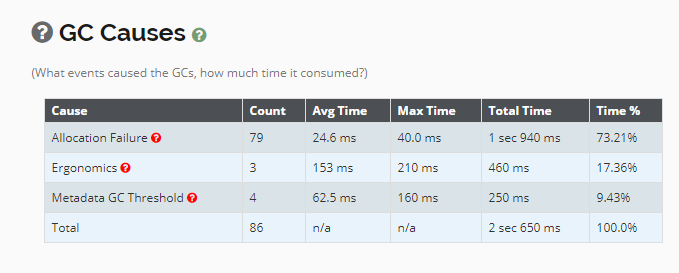 GC Causes
(What events caused the GCs, how much time it consumed?)
Cause Count Avg Time Max Time Total Time Time %
Allocation Failure 79 24.6 ms 40.0 ms 1 sec 940 ms 73.21%
Ergonomics 3 153 ms 210 ms 460 ms 17.36%
Metadata GC Threshold 4 62.5 ms 160 ms 250 ms 9.43%
Total 86 n/a n/a 2 sec 650 ms 100.0%